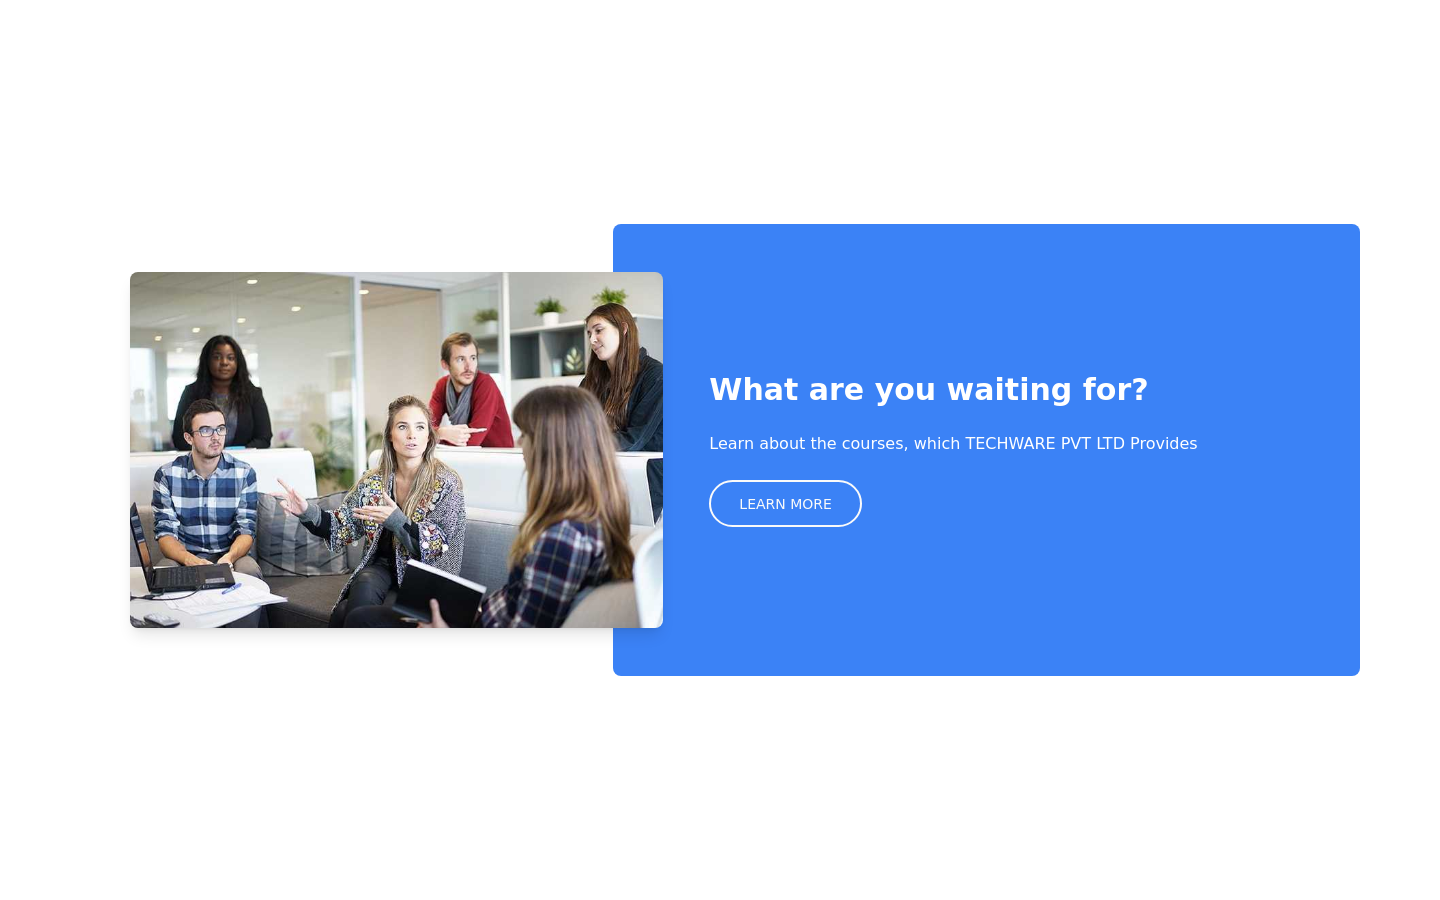 What are you waiting for?
Learn about the courses, which TECHWARE PVT LTD Provides
LEARN MORE